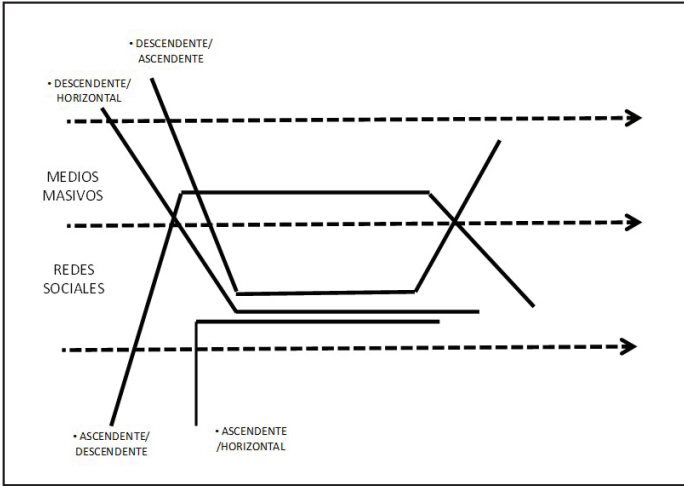 • DESCENDENTE/
ASCENDENTE
• DESCENDENTE/
HORIZONTAL
MEDIOS
MASIVOS
REDES
SOCIALES
• ASCENDENTE/
DESCENDENTE
• ASCENDENTE
/HORIZONTAL